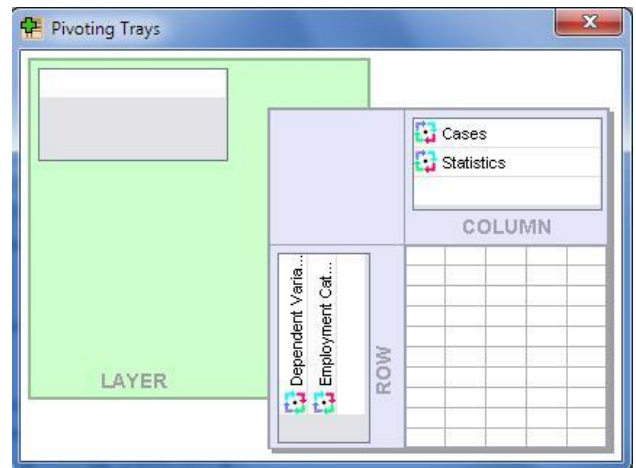 Pivoting Trays
Cases
Statistics
COLUMN
Dependent Varia...
Employment Cat...
ROW
LAYER